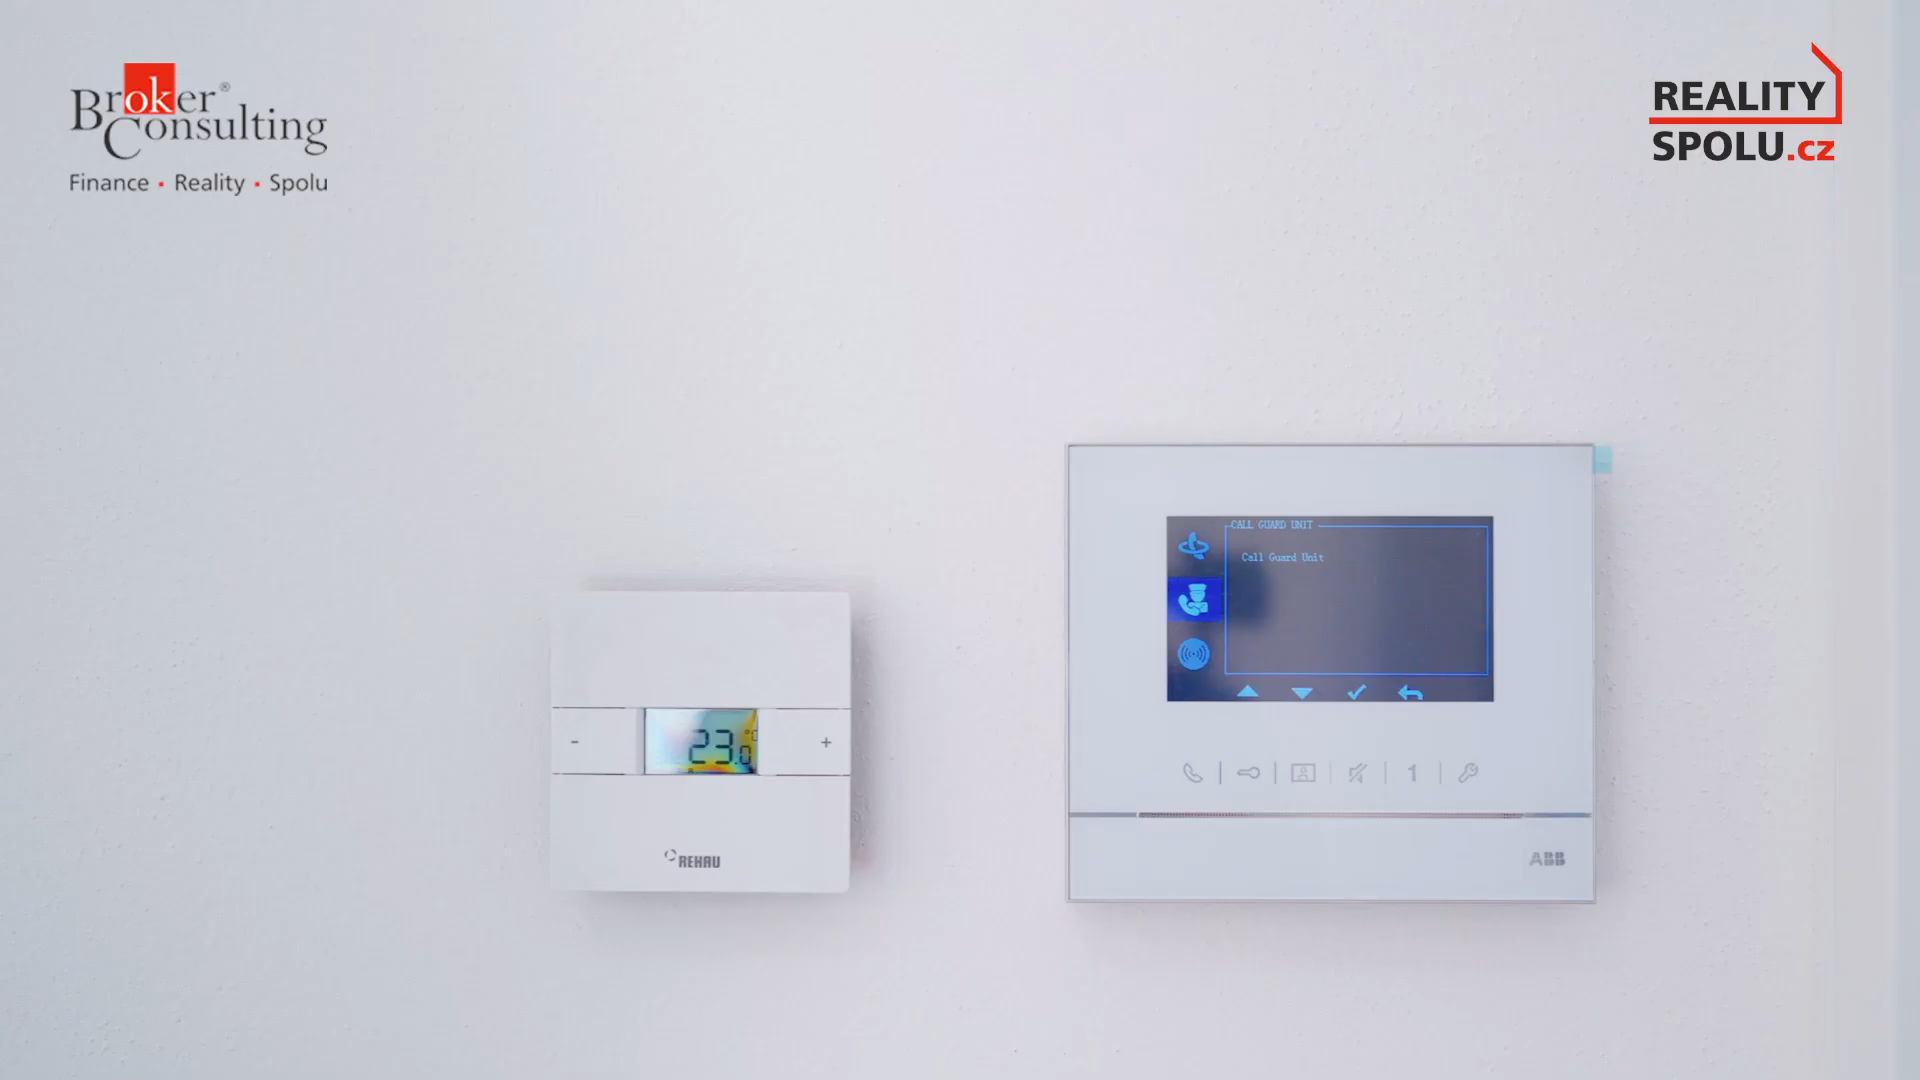 Broker®
Consulting
Finance • Reality • Spolu
REALITY
SPOLU.cz
CALL GUARD UNIT
Call Guard Unit
- 23.0 °C +
1
REHAU
ABB